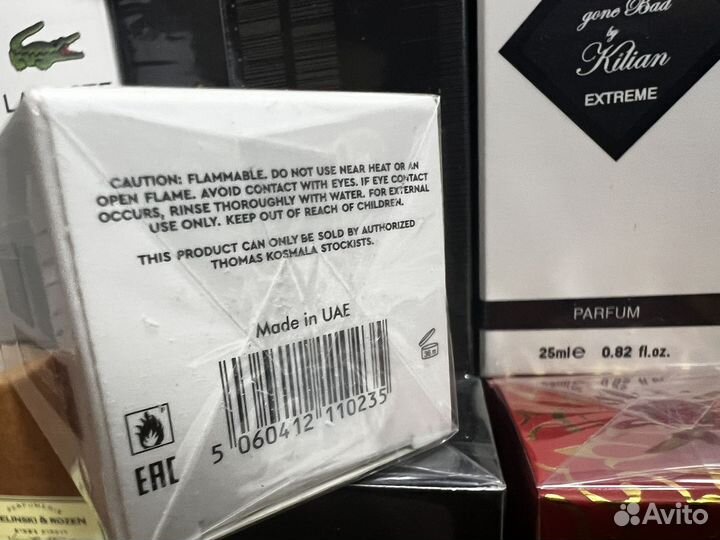 gone Bad
by
Kilian
EXTREME
CAUTION: FLAMMABLE. DO NOT USE NEAR HEAT OR AN
OPEN FLAME. AVOID CONTACT WITH EYES. IF EYE CONTACT
OCCURS, RINSE THOROUGHLY WITH WATER. FOR EXTERNAL
USE ONLY. KEEP OUT OF REACH OF CHILDREN.
THIS PRODUCT CAN ONLY BE SOLD BY AUTHORIZED
THOMAS KOSMALA STOCKISTS.
Made in UAE
36 M
5 060412 110235
EAC
PARFUM
25ml e 0.82 fl.oz.
ELINSKI & ROZEN
Avito